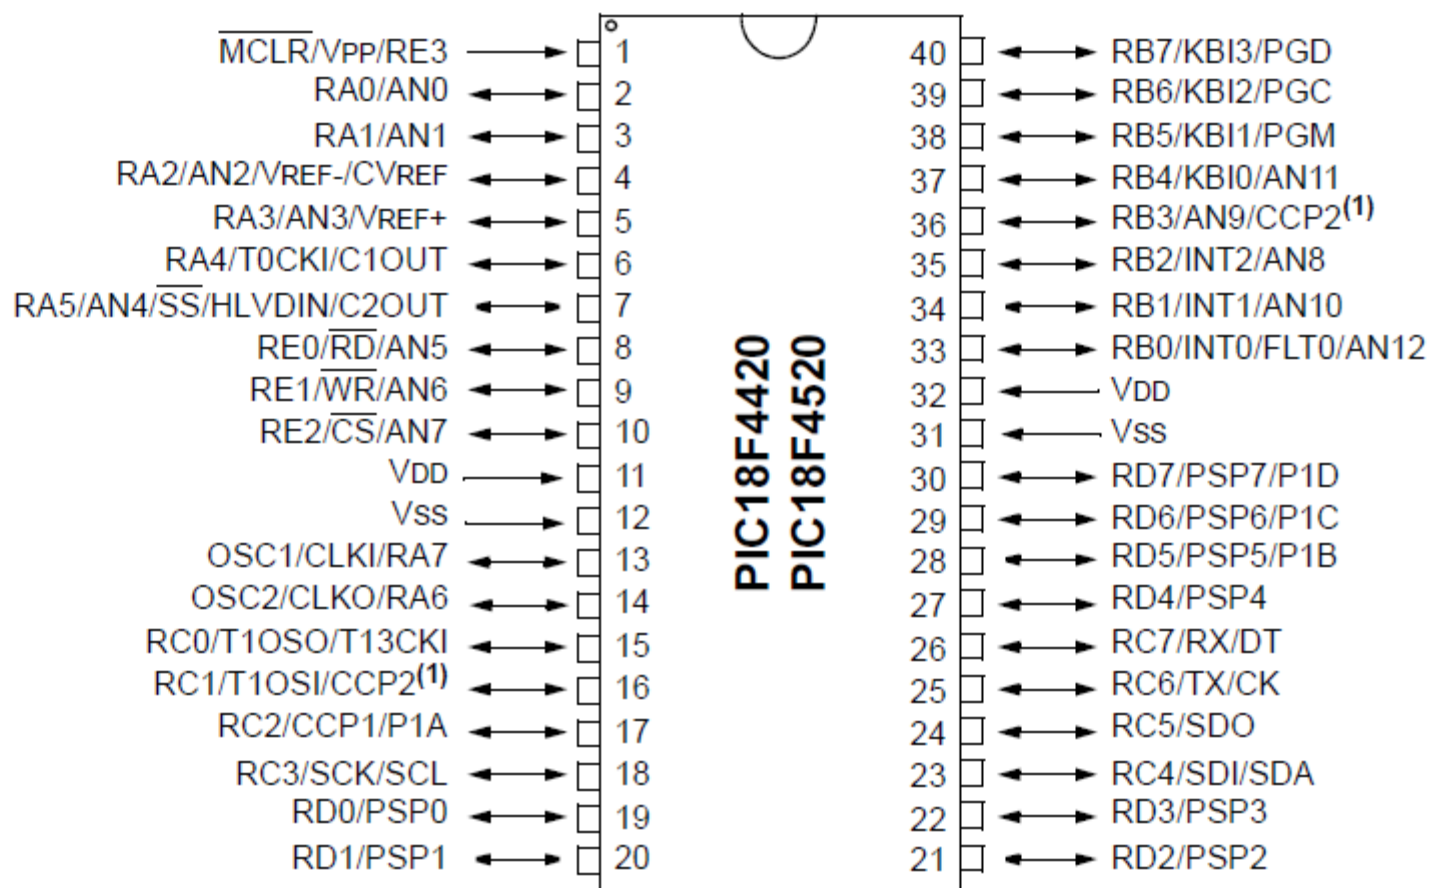 MCLR/VPP/RE3 1
RA0/AN0 2
RA1/AN1 3
RA2/AN2/VREF-/CVREF 4
RA3/AN3/VREF+ 5
RA4/T0CKI/C1OUT 6
RA5/AN4/SS/HLVDIN/C2OUT 7
RE0/RD/AN5 8
RE1/WR/AN6 9
RE2/CS/AN7 10
VDD 11
VSS 12
OSC1/CLKI/RA7 13
OSC2/CLKO/RA6 14
RC0/T1OSO/T13CKI 15
RC1/T1OSI/CCP2(1) 16
RC2/CCP1/P1A 17
RC3/SCK/SCL 18
RD0/PSP0 19
RD1/PSP1 20
PIC18F4420
PIC18F4520
40 RB7/KBI3/PGD
39 RB6/KBI2/PGC
38 RB5/KBI1/PGM
37 RB4/KBI0/AN11
36 RB3/AN9/CCP2(1)
35 RB2/INT2/AN8
34 RB1/INT1/AN10
33 RB0/INT0/FLT0/AN12
32 VDD
31 VSS
30 RD7/PSP7/P1D
29 RD6/PSP6/P1C
28 RD5/PSP5/P1B
27 RD4/PSP4
26 RC7/RX/DT
25 RC6/TX/CK
24 RC5/SDO
23 RC4/SDI/SDA
22 RD3/PSP3
21 RD2/PSP2